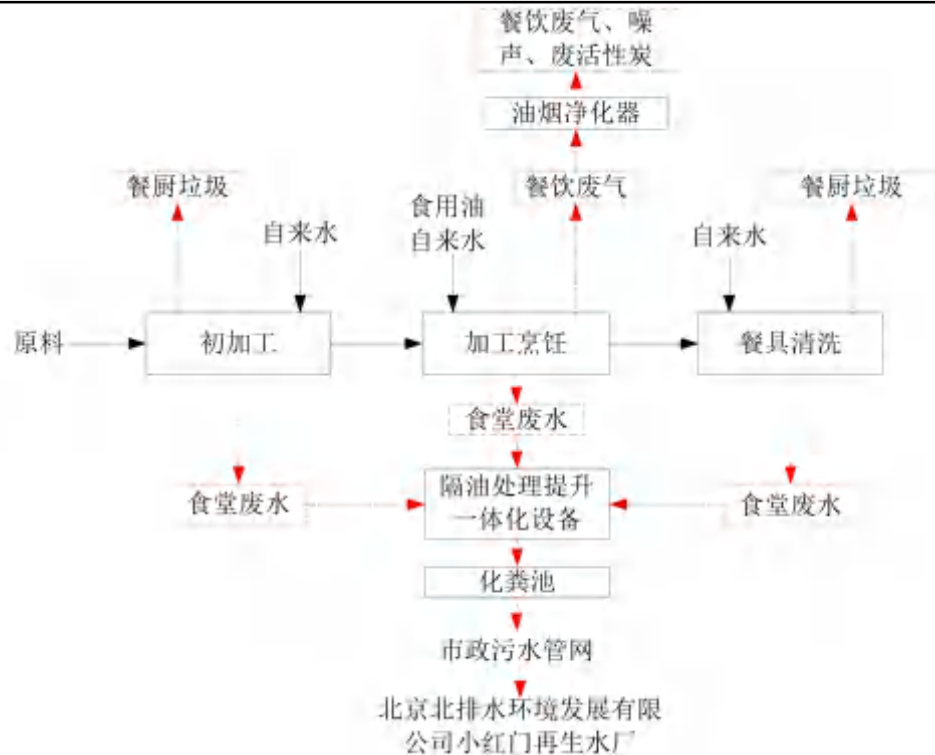 餐饮废气、噪
声、废活性炭
油烟净化器
餐厨垃圾
餐饮废气
餐厨垃圾
自来水
食用油
自来水
自来水
原料
初加工
加工烹饪
餐具清洗
食堂废水
食堂废水
隔油处理提升
一体化设备
食堂废水
化粪池
市政污水管网
北京北排水环境发展有限
公司小红门再生水厂